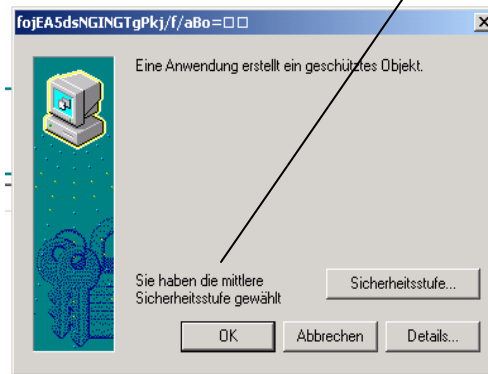 fojEA5dsNGINGTgPkj/f/aBo=□□
Eine Anwendung erstellt ein geschütztes Objekt.
Sie haben die mittlere
Sicherheitsstufe gewählt
Sicherheitsstufe...
OK
Abbrechen
Details...